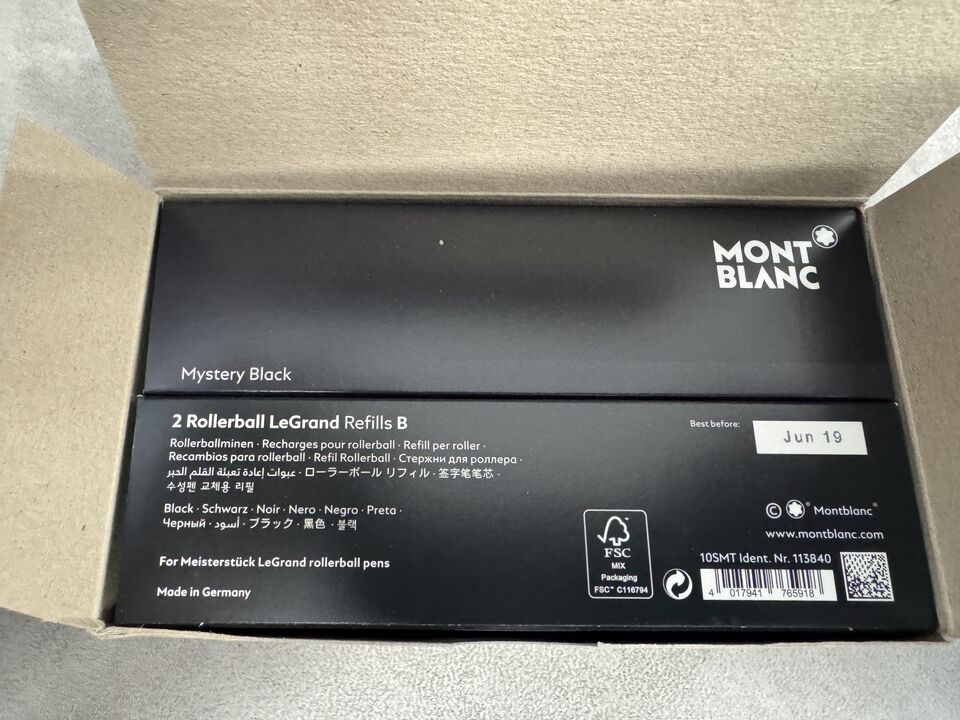 MONT
BLANC
Mystery Black
2 Rollerball LeGrand Refills B
Rollerballminen · Recharges pour rollerball · Refill per roller ·
Recambios para rollerball · Refil Rollerball · Стержни для роллера ·
عبوات إعادة تعبئة القلم الحبر · ローラーボール リフィル · 签字笔笔芯 ·
수성펜 교체용 리필
Black · Schwarz · Noir · Nero · Negro · Preta ·
Черный · أسود · ブラック · 黑色 · 블랙
For Meisterstück LeGrand rollerball pens
Made in Germany
Best before:
Jun 19
© Montblanc®
www.montblanc.com
10SMT Ident. Nr. 113840
4 017941 765918
FSC
MIX
Packaging
FSC™ C116794